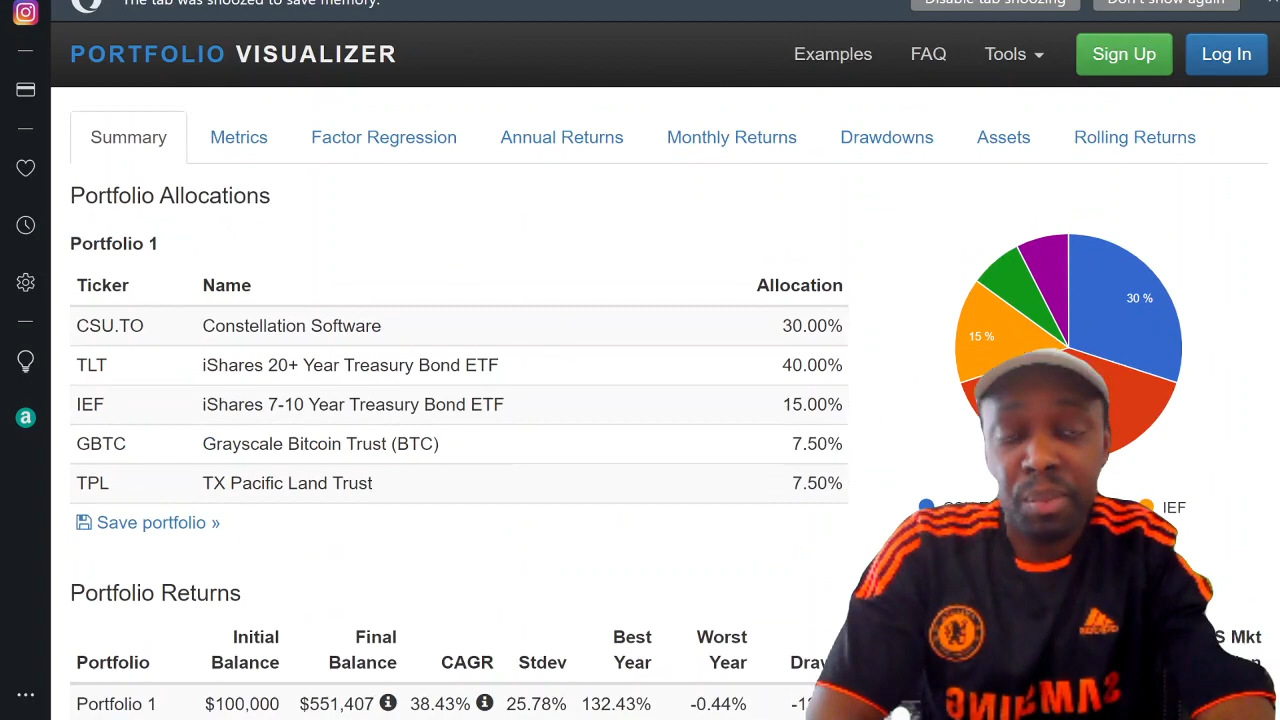 The tab was snoozed to save memory. Disable tab snoozing Don't show again
PORTFOLIO VISUALIZER Examples FAQ Tools Sign Up Log In
Summary Metrics Factor Regression Annual Returns Monthly Returns Drawdowns Assets Rolling Returns
Portfolio Allocations
Portfolio 1
Ticker Name Allocation
CSU.TO Constellation Software 30.00%
TLT iShares 20+ Year Treasury Bond ETF 40.00%
IEF iShares 7-10 Year Treasury Bond ETF 15.00%
GBTC Grayscale Bitcoin Trust (BTC) 7.50%
TPL TX Pacific Land Trust 7.50%
Save portfolio »
30 %
15 %
IEF
Portfolio Returns
Initial Final Best Worst S Mkt
Portfolio Balance Balance CAGR Stdev Year Year
Portfolio 1 $100,000 $551,407 38.43% 25.78% 132.43% -0.44%
a
SAMSUNG